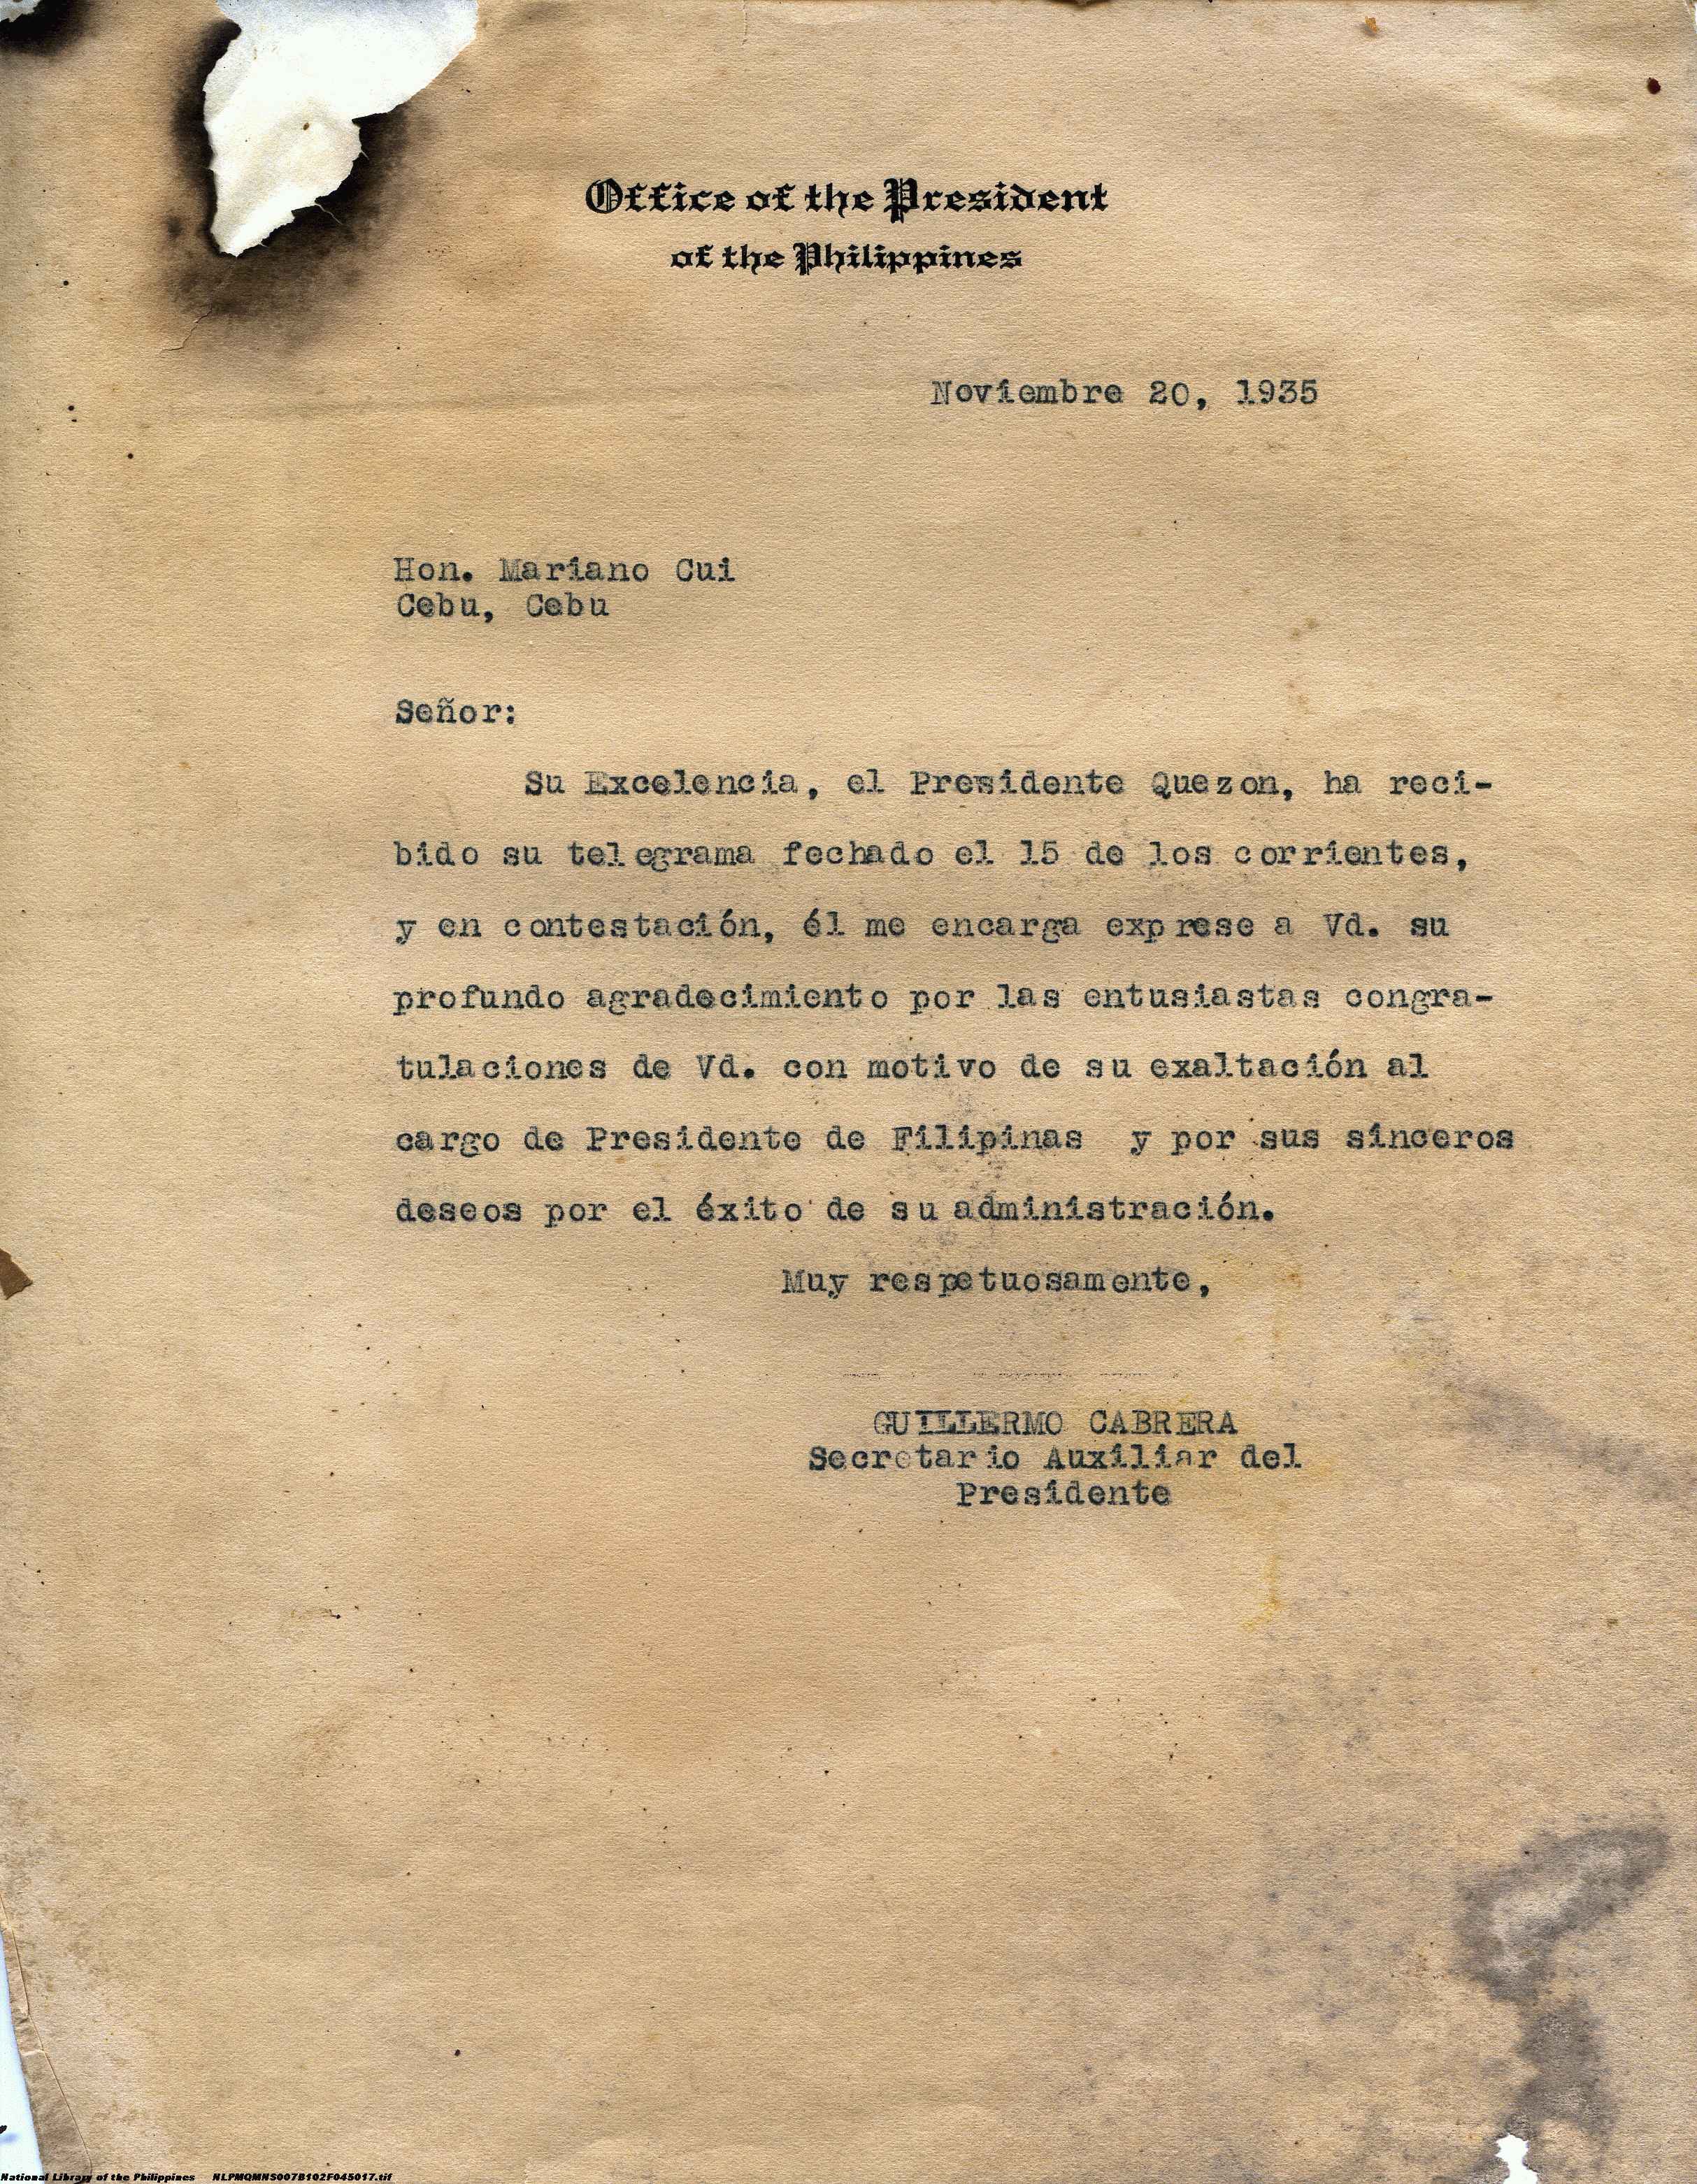 Office of the President
of the Philippines
Noviembre 20, 1935
Hon. Mariano Cui
Cebu, Cebu
Señor:
Su Excelencia, el Presidente Quezon, ha reci-
bido su telegrama fechado el 15 de los corrientes,
y en contestación, él me encarga exprese a Vd. su
profundo agradecimiento por las entusiastas congra-
tulaciones de Vd. con motivo de su exaltación al
cargo de Presidente de Filipinas y por sus sinceros
deseos por el éxito de su administración.
Muy respetuosamente,
GUILLERMO CABRERA
Secretario Auxiliar del
Presidente
National Library of the Philippines NLPMQMNS007B102F045017.tif